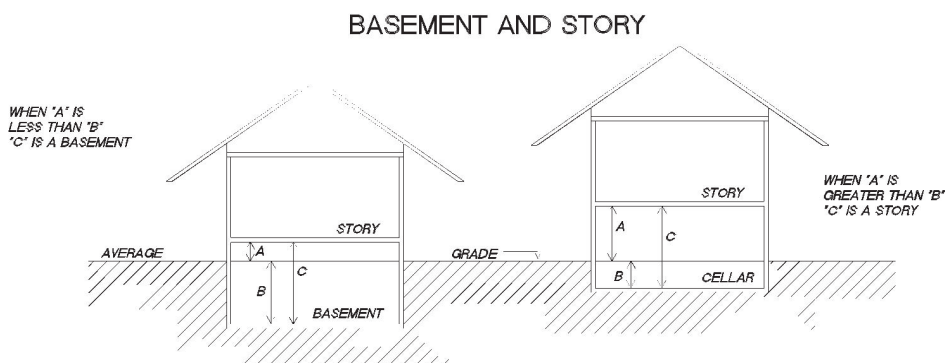 BASEMENT AND STORY
WHEN "A" IS
LESS THAN "B"
"C" IS A BASEMENT
STORY
AVERAGE
A
B
C
BASEMENT
GRADE
STORY
A
C
B
CELLAR
WHEN "A" IS
GREATER THAN "B"
"C" IS A STORY